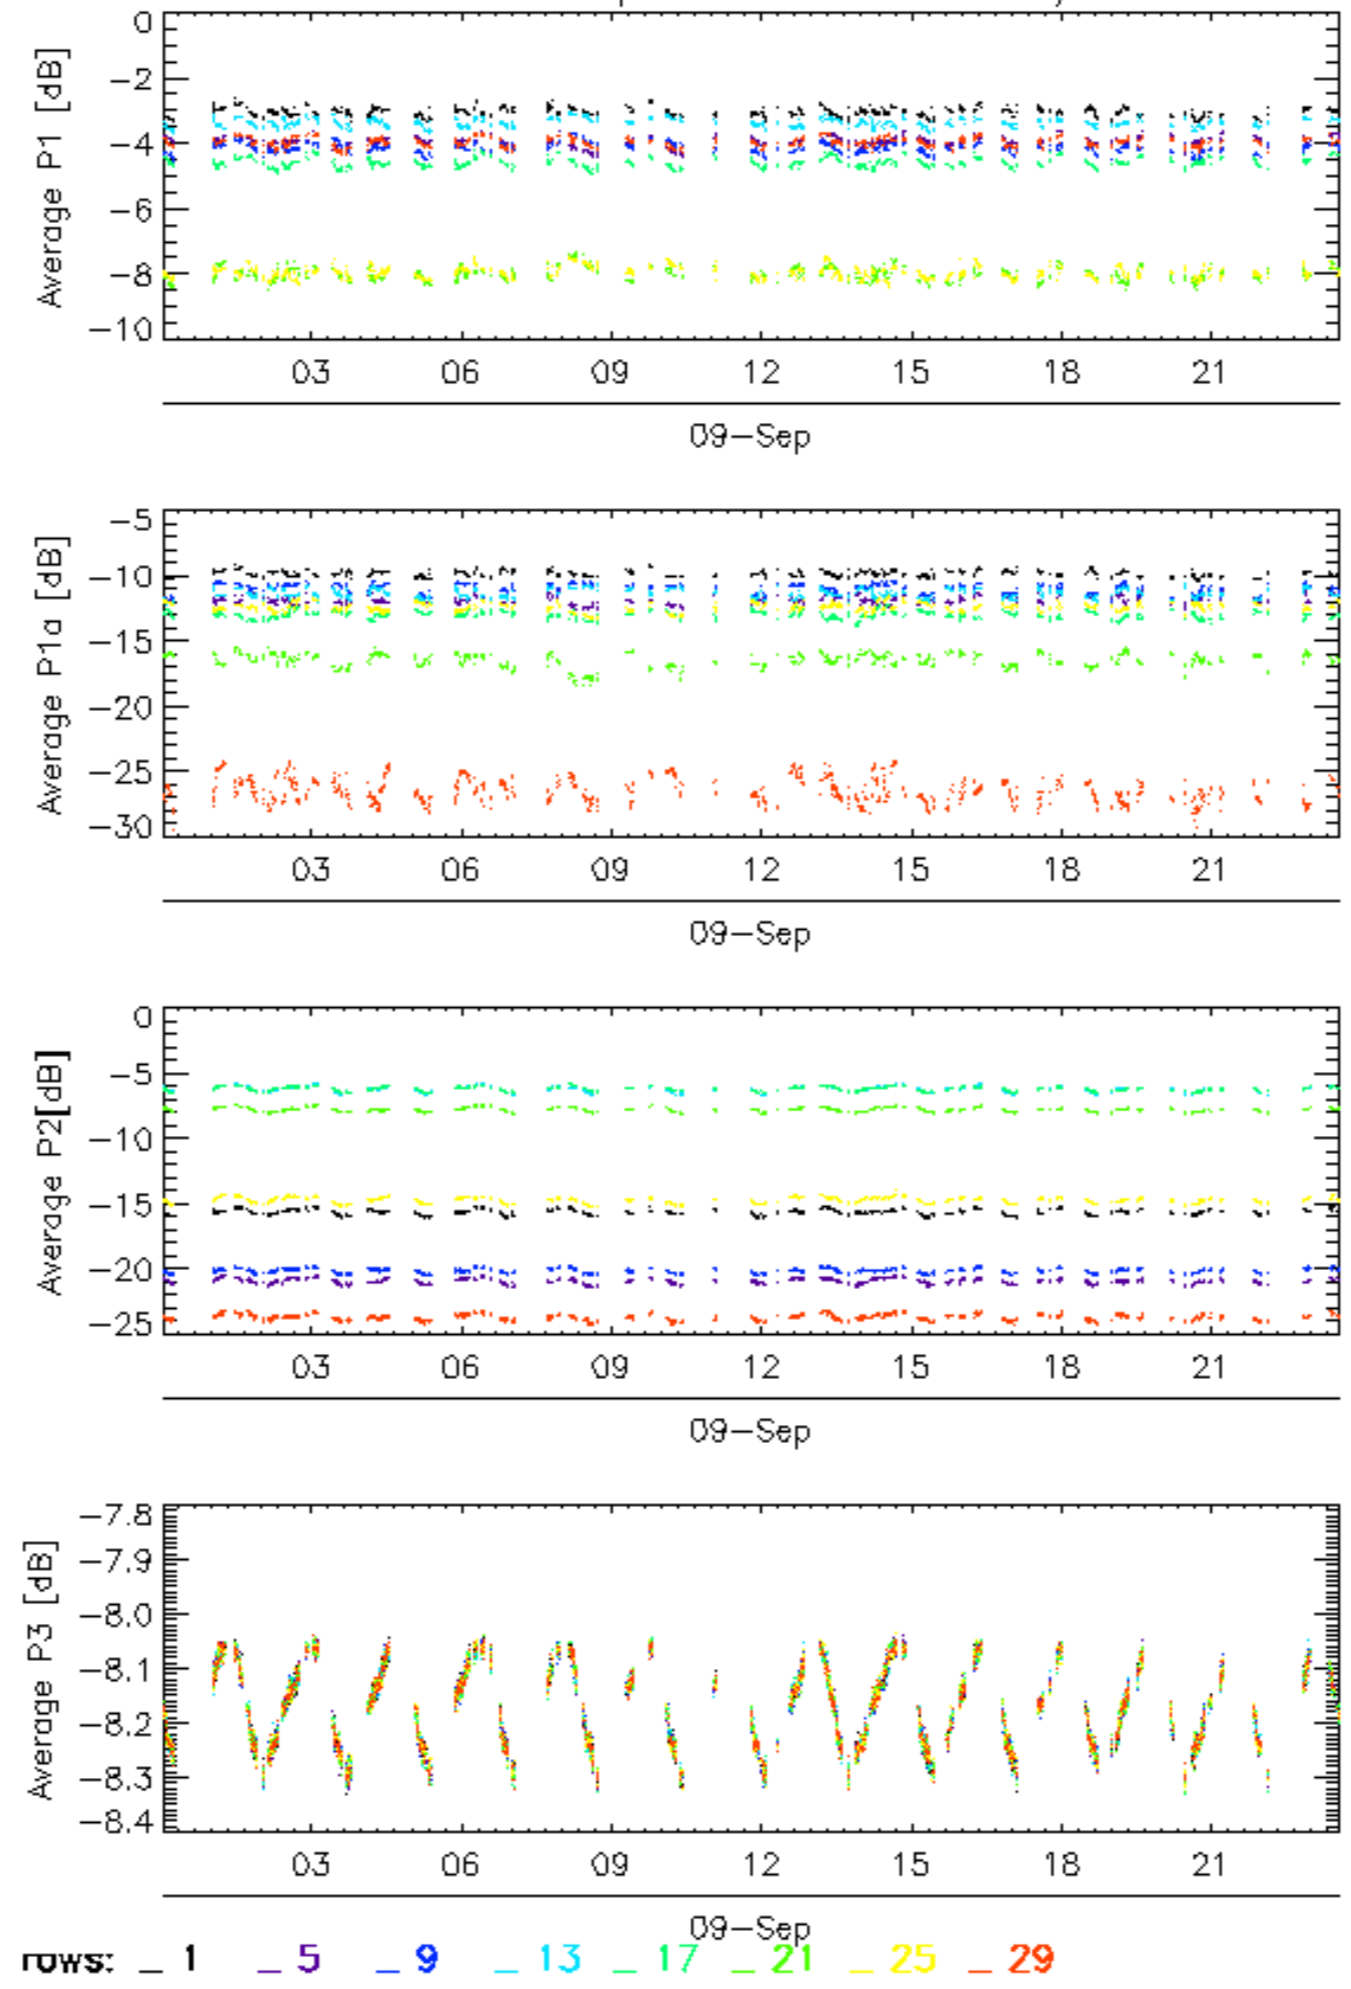 Average P1 [dB]
0
−2
−4
−6
−8
−10
03 06 09 12 15 18 21
09−Sep
Average P1a [dB]
−5
−10
−15
−20
−25
−30
03 06 09 12 15 18 21
09−Sep
Average P2[dB]
0
−5
−10
−15
−20
−25
03 06 09 12 15 18 21
09−Sep
Average P3 [dB]
−7.8
−7.9
−8.0
−8.1
−8.2
−8.3
−8.4
03 06 09 12 15 18 21
09−Sep
rows: _ 1 _ 5 _ 9 _ 13 _ 17 _ 21 _ 25 _ 29